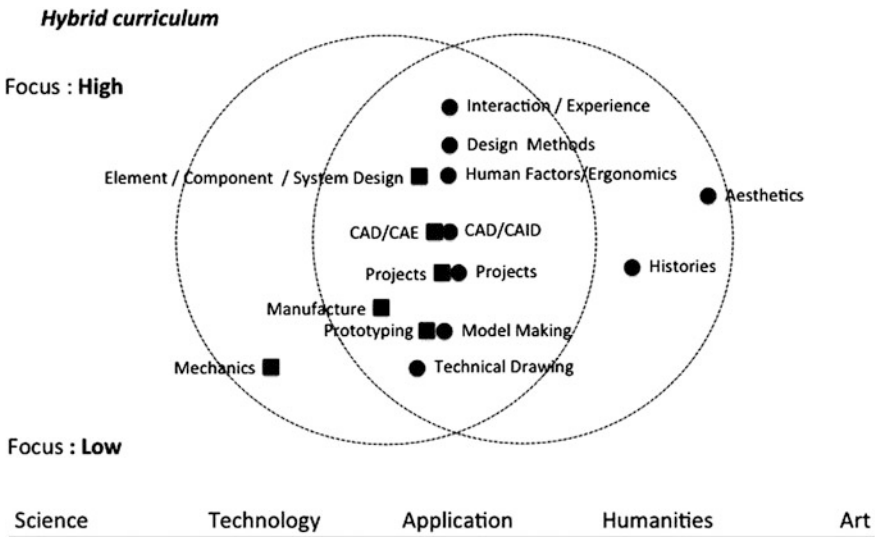 Hybrid curriculum
Focus : High
Interaction / Experience
Design Methods
Element / Component / System Design
Human Factors/Ergonomics
Aesthetics
CAD/CAE
CAD/CAID
Projects
Projects
Histories
Manufacture
Prototyping
Model Making
Mechanics
Technical Drawing
Focus : Low
Science
Technology
Application
Humanities
Art